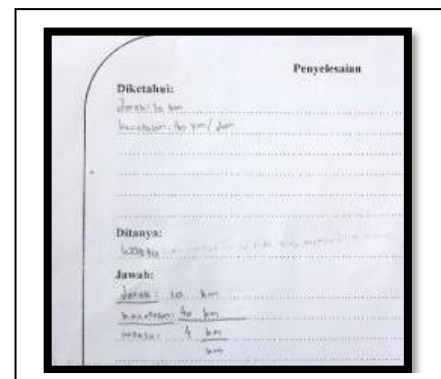 Penyelesaian
Diketahui:
Jarak: 10 km
kecepatan: 40 km / Jam
Ditanya:
waktu
Jawab:
Jarak : 10 km
kecepatan: 40 km
waktu: 4 km
km